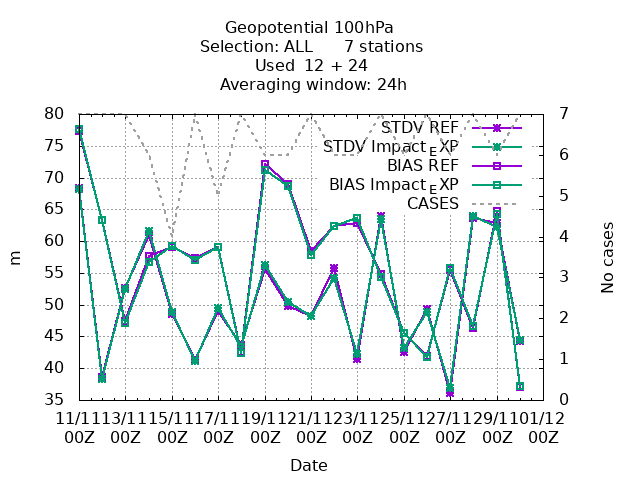 Geopotential 100hPa
Selection: ALL 7 stations
Used 12 + 24
Averaging window: 24h
80
75
70
65
60
55
50
45
40
35
m
7
6
5
4
3
2
1
0
No cases
STDV REF
STDV Impact_EXP
BIAS REF
BIAS Impact_EXP
CASES
11/11 13/11 15/11 17/11 19/11 21/11 23/11 25/11 27/11 29/11 01/12
00Z 00Z 00Z 00Z 00Z 00Z 00Z 00Z 00Z 00Z 00Z
Date